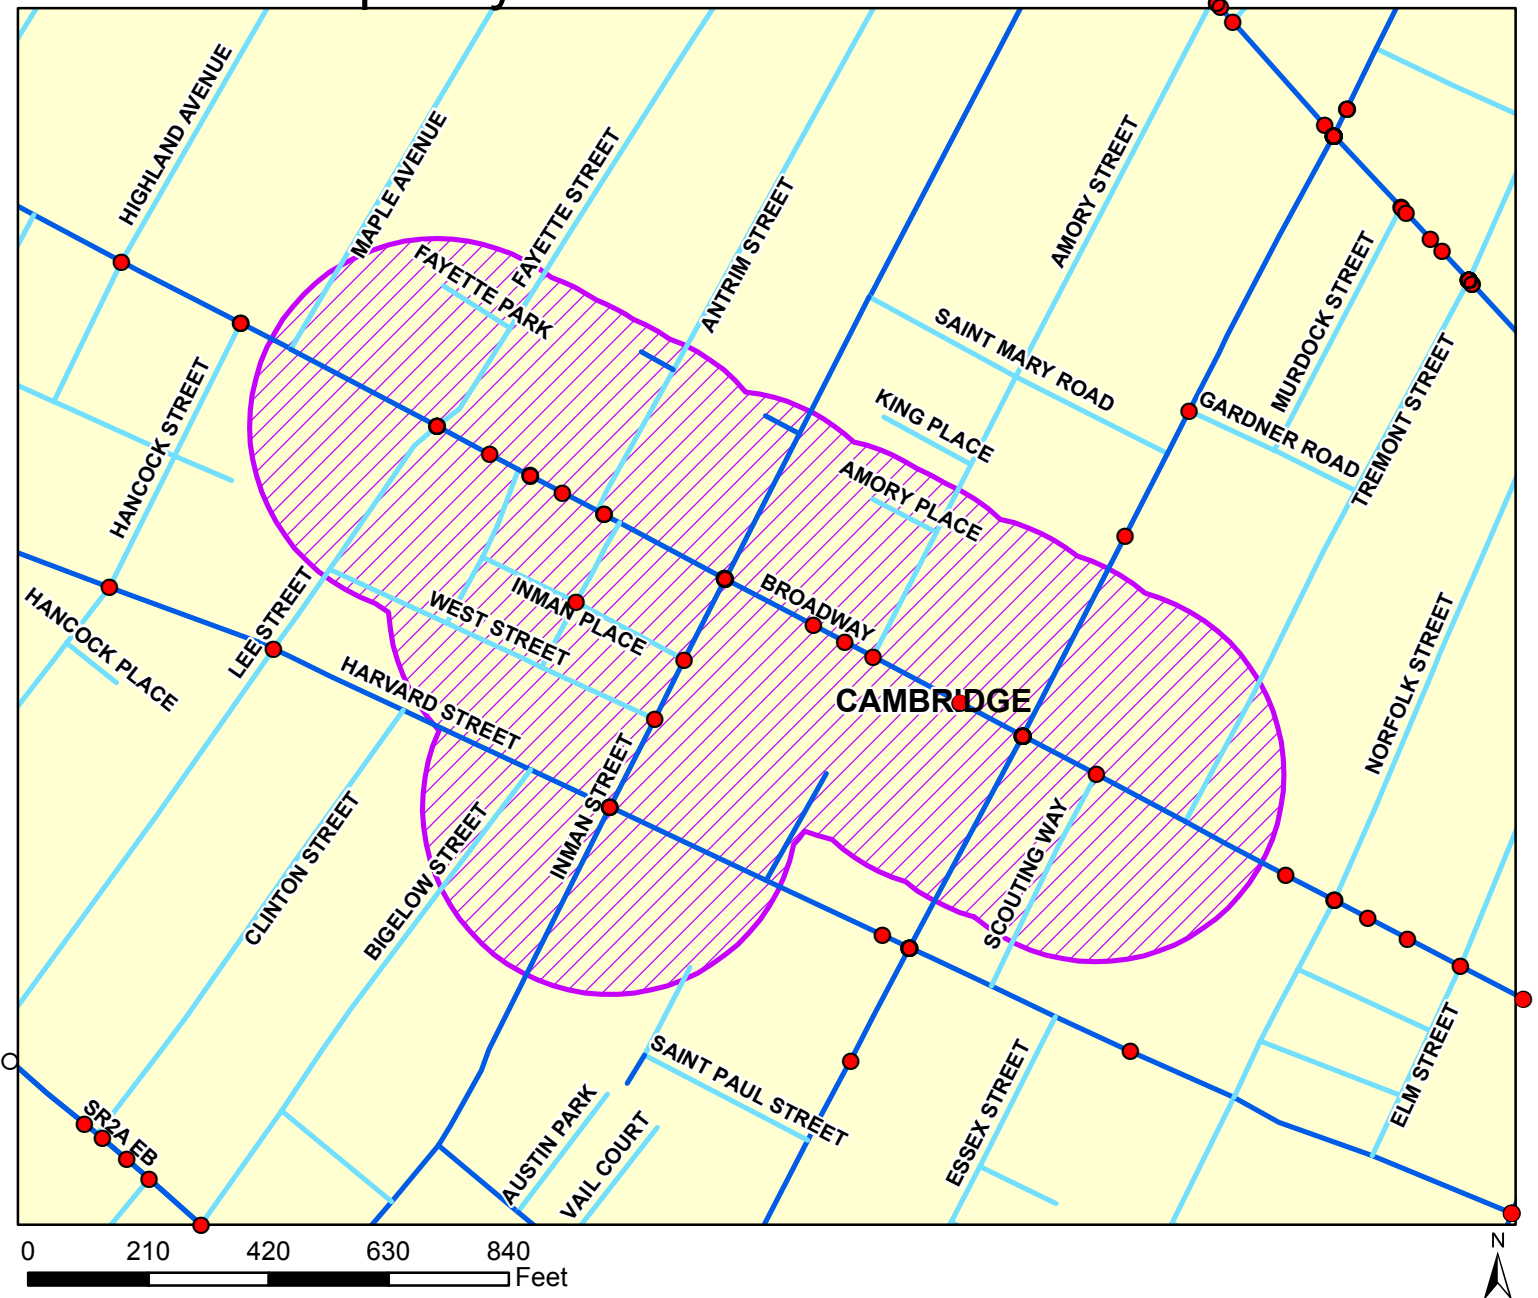 HIGHLAND AVENUE
MAPLE AVENUE
FAYETTE STREET
FAYETTE PARK
ANTRIM STREET
AMORY STREET
SAINT MARY ROAD
KING PLACE
AMORY PLACE
MURDOCK STREET
GARDNER ROAD
TREMONT STREET
HANCOCK STREET
HANCOCK PLACE
LEE STREET
INMAN PLACE
WEST STREET
BROADWAY
HARVARD STREET
CAMBRIDGE
NORFOLK STREET
INMAN STREET
CLINTON STREET
BIGELOW STREET
SCOUTING WAY
SAINT PAUL STREET
ESSEX STREET
ELM STREET
AUSTIN PARK
VAIL COURT
SR2A EB
0 210 420 630 840
Feet
N